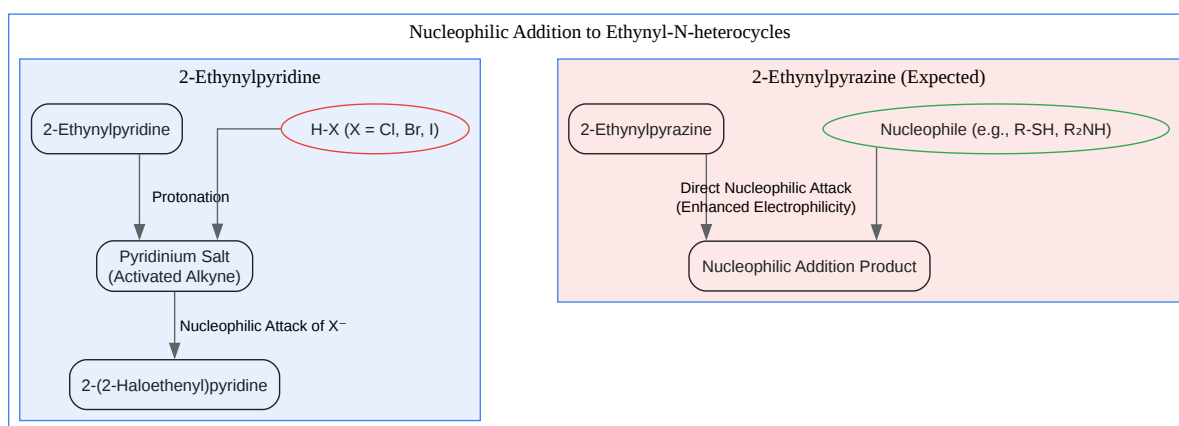 Nucleophilic Addition to Ethynyl-N-heterocycles
2-Ethynylpyridine
2-Ethynylpyridine
H-X (X = Cl, Br, I)
Protonation
Pyridinium Salt
(Activated Alkyne)
Nucleophilic Attack of X⁻
2-(2-Haloethenyl)pyridine
2-Ethynylpyrazine (Expected)
2-Ethynylpyrazine
Nucleophile (e.g., R-SH, R₂NH)
Direct Nucleophilic Attack
(Enhanced Electrophilicity)
Nucleophilic Addition Product